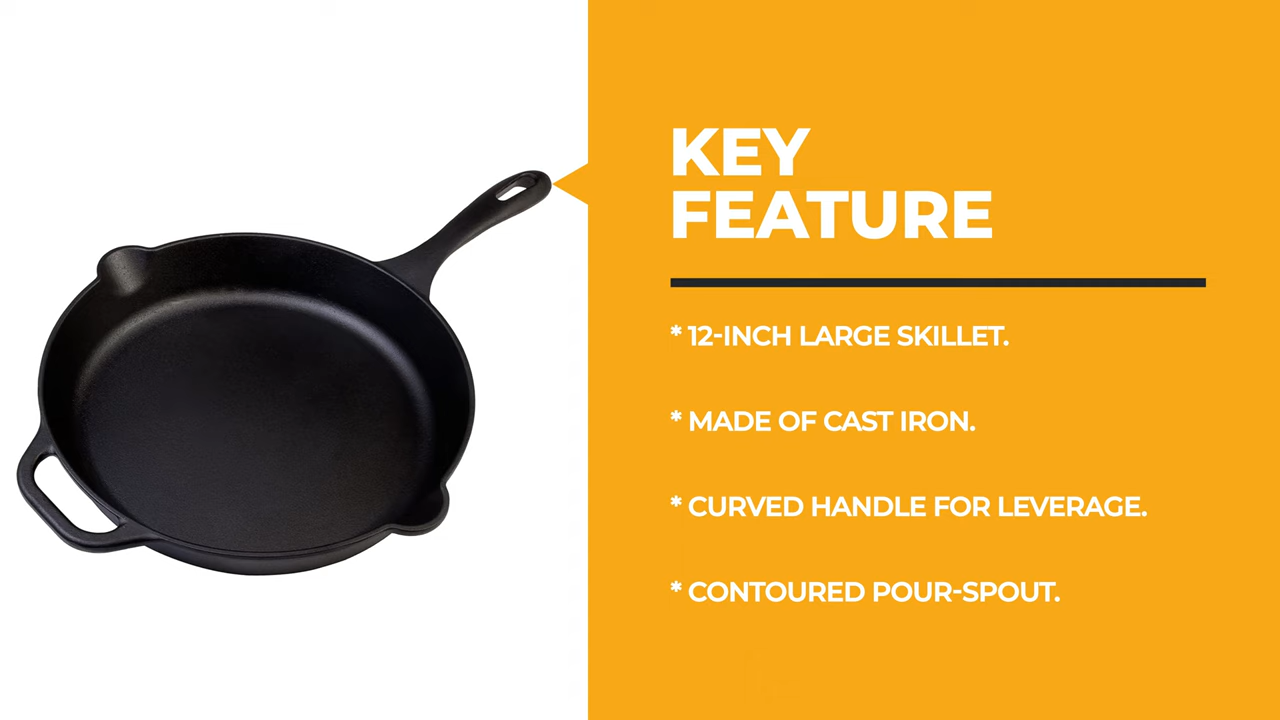 KEY
FEATURE
* 12-INCH LARGE SKILLET.
* MADE OF CAST IRON.
* CURVED HANDLE FOR LEVERAGE.
* CONTOURED POUR-SPOUT.